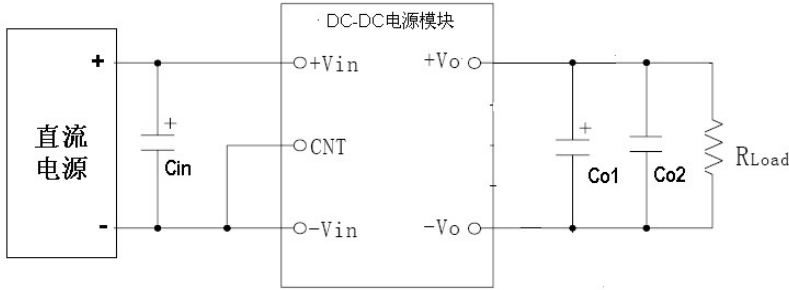 DC-DC电源模块
+
+Vin
+Vo
直流
电源
+
Cin
CNT
+
Co1
Co2
RLoad
-
-Vin
-Vo